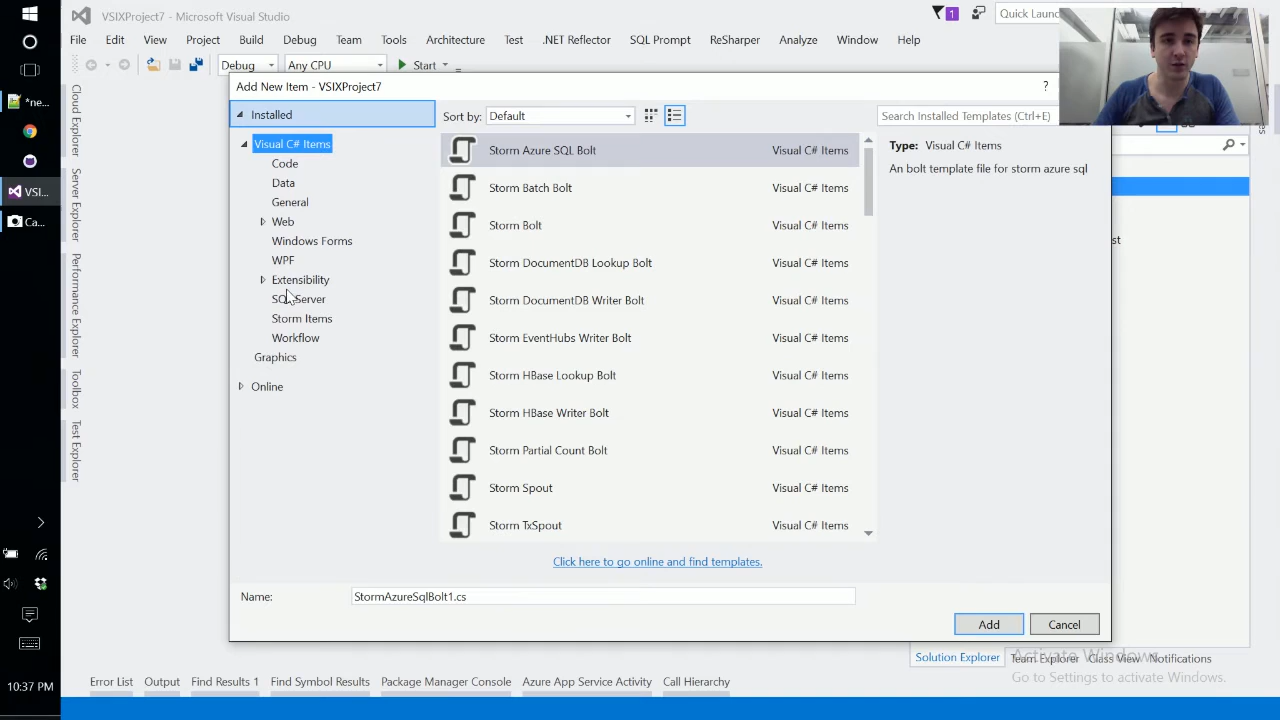 VSIXProject7 - Microsoft Visual Studio
1
File Edit View Project Build Debug Team Tools Architecture Test .NET Reflector SQL Prompt ReSharper Analyze Window Help
Debug Any CPU Start
Add New Item - VSIXProject7 ?
Installed
Sort by: Default
Search Installed Templates (Ctrl+E)
Visual C# Items
Code
Data
General
Web
Windows Forms
WPF
Extensibility
SQL Server
Storm Items
Workflow
Graphics
Online
Storm Azure SQL Bolt Visual C# Items
Storm Batch Bolt Visual C# Items
Storm Bolt Visual C# Items
Storm DocumentDB Lookup Bolt Visual C# Items
Storm DocumentDB Writer Bolt Visual C# Items
Storm EventHubs Writer Bolt Visual C# Items
Storm HBase Lookup Bolt Visual C# Items
Storm HBase Writer Bolt Visual C# Items
Storm Partial Count Bolt Visual C# Items
Storm Spout Visual C# Items
Storm TxSpout Visual C# Items
Type: Visual C# Items
An bolt template file for storm azure sql
Click here to go online and find templates.
Name: StormAzureSqlBolt1.cs
Add Cancel
Cloud Explorer
Server Explorer
Performance Explorer
Toolbox
Test Explorer
*ne...
VSI...
Ca...
10:37 PM
Solution Explorer Team Explorer Class View Notifications
Activate Windows
Go to Settings to activate Windows.
Error List Output Find Results 1 Find Symbol Results Package Manager Console Azure App Service Activity Call Hierarchy